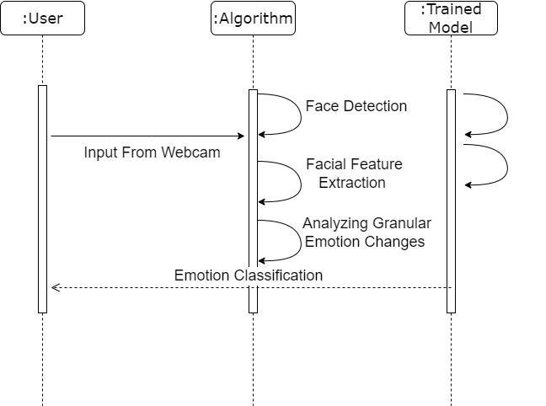 :User
:Algorithm
:Trained
Model
Face Detection
Input From Webcam
Facial Feature
Extraction
Analyzing Granular
Emotion Changes
Emotion Classification